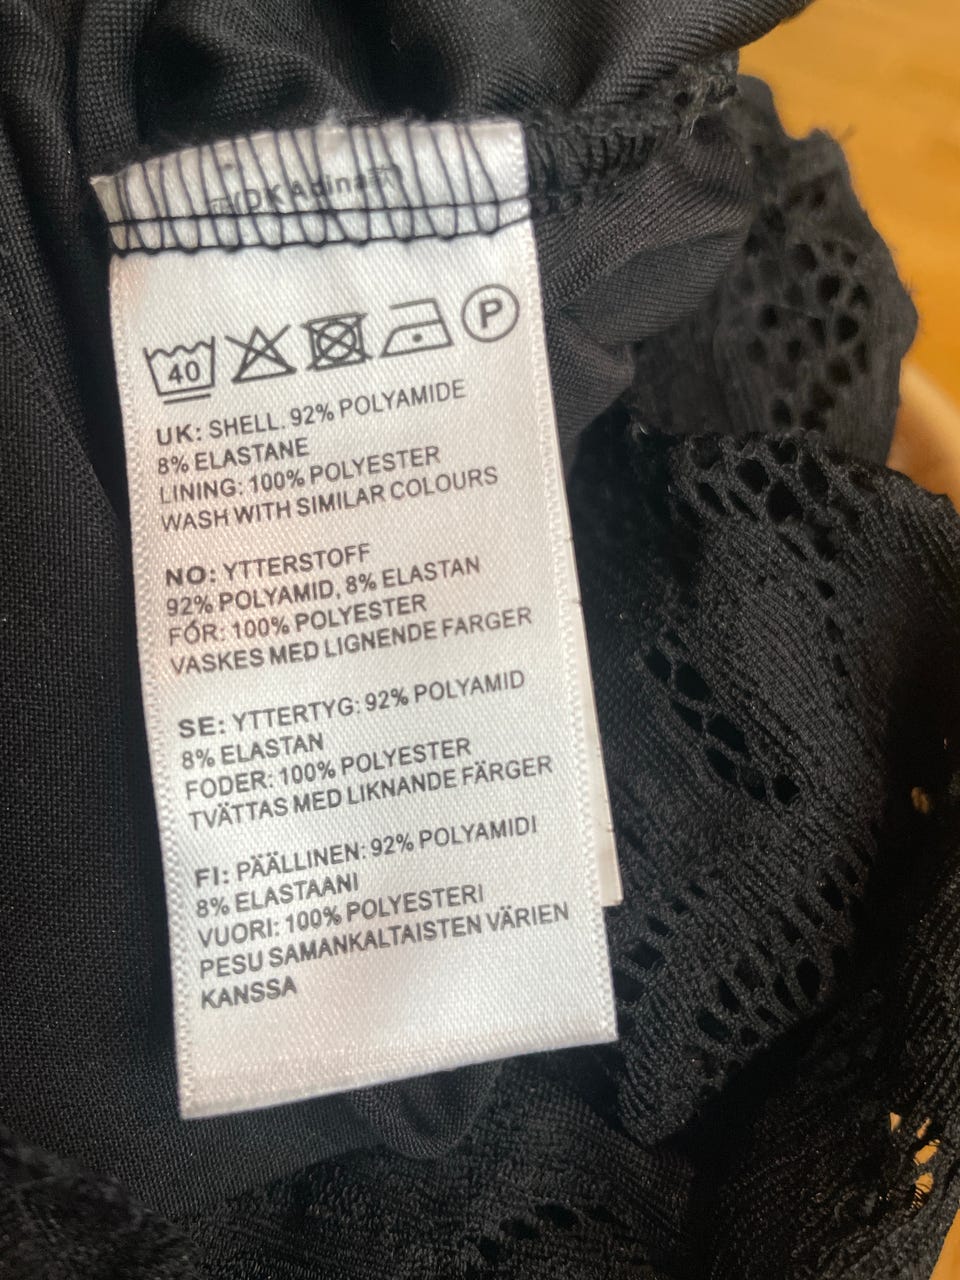 40
P
UK: SHELL. 92% POLYAMIDE
8% ELASTANE
LINING: 100% POLYESTER
WASH WITH SIMILAR COLOURS
NO: YTTERSTOFF
92% POLYAMID, 8% ELASTAN
FÓR: 100% POLYESTER
VASKES MED LIGNENDE FARGER
SE: YTTERTYG: 92% POLYAMID
8% ELASTAN
FODER: 100% POLYESTER
TVÄTTAS MED LIKNANDE FÄRGER
FI: PÄÄLLINEN: 92% POLYAMIDI
8% ELASTAANI
VUORI: 100% POLYESTERI
PESU SAMANKALTAISTEN VÄRIEN
KANSSA